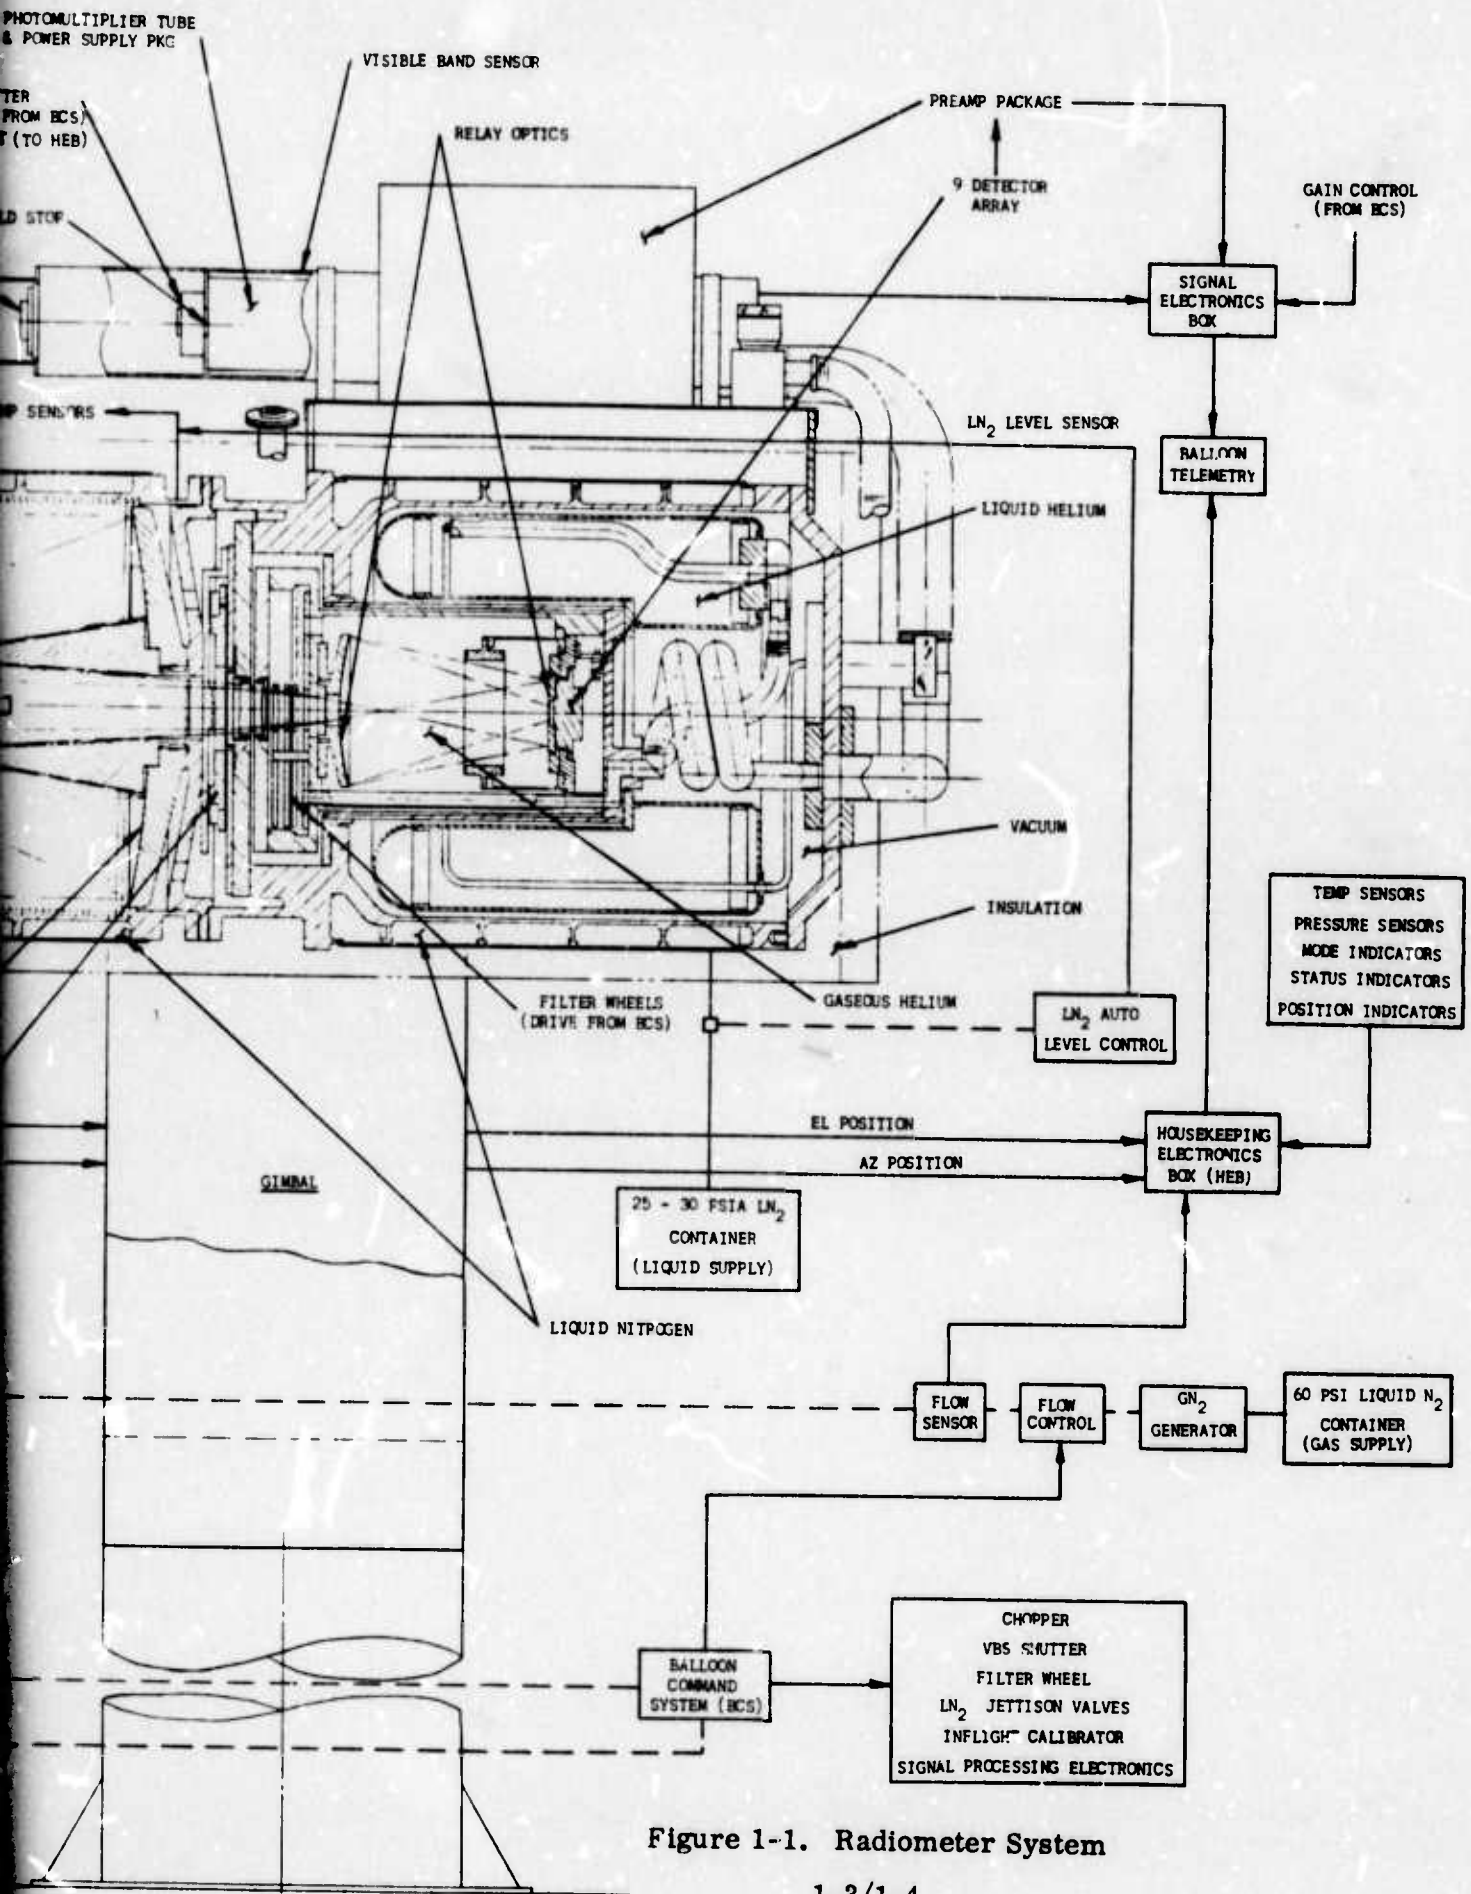 PHOTOMULTIPLIER TUBE
& POWER SUPPLY PKG
VISIBLE BAND SENSOR
TER
FROM BCS)
(TO HEB)
RELAY OPTICS
PREAMP PACKAGE
9 DETECTOR
ARRAY
GAIN CONTROL
(FROM BCS)
LD STOP
SIGNAL
ELECTRONICS
BOX
MP SENSORS
LN2 LEVEL SENSOR
BALLOON
TELEMETRY
LIQUID HELIUM
VACUUM
INSULATION
TEMP SENSORS
PRESSURE SENSORS
MODE INDICATORS
STATUS INDICATORS
POSITION INDICATORS
FILTER WHEELS
(DRIVE FROM BCS)
GASEOUS HELIUM
LN2 AUTO
LEVEL CONTROL
EL POSITION
AZ POSITION
HOUSEKEEPING
ELECTRONICS
BOX (HEB)
GIMBAL
25 - 30 PSIA LN2
CONTAINER
(LIQUID SUPPLY)
LIQUID NITROGEN
FLOW
SENSOR
FLOW
CONTROL
GN2
GENERATOR
60 PSI LIQUID N2
CONTAINER
(GAS SUPPLY)
BALLOON
COMMAND
SYSTEM (BCS)
CHOPPER
VBS SHUTTER
FILTER WHEEL
LN2 JETTISON VALVES
INFLIGHT CALIBRATOR
SIGNAL PROCESSING ELECTRONICS
Figure 1-1. Radiometer System
1-3/1-4